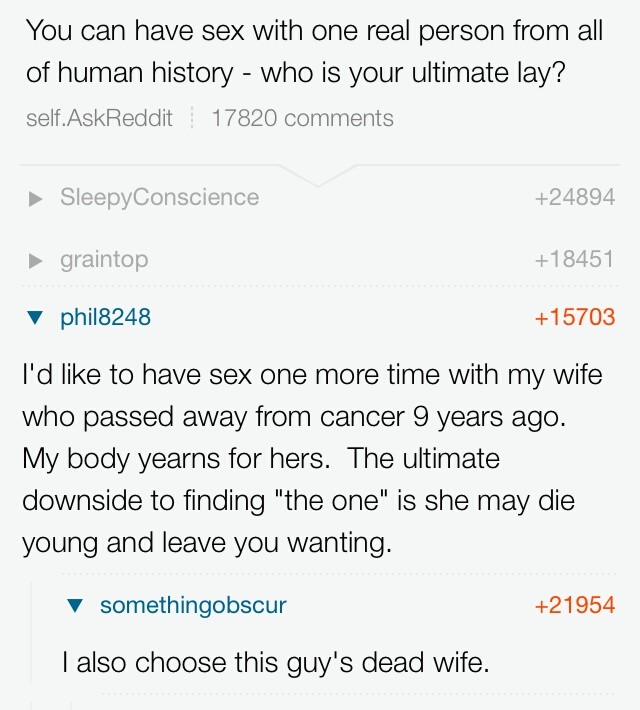 You can have sex with one real person from all
of human history - who is your ultimate lay?
self.AskReddit 17820 comments
SleepyConscience +24894
graintop +18451
phil8248 +15703
I'd like to have sex one more time with my wife
who passed away from cancer 9 years ago.
My body yearns for hers. The ultimate
downside to finding "the one" is she may die
young and leave you wanting.
somethingobscur +21954
I also choose this guy's dead wife.